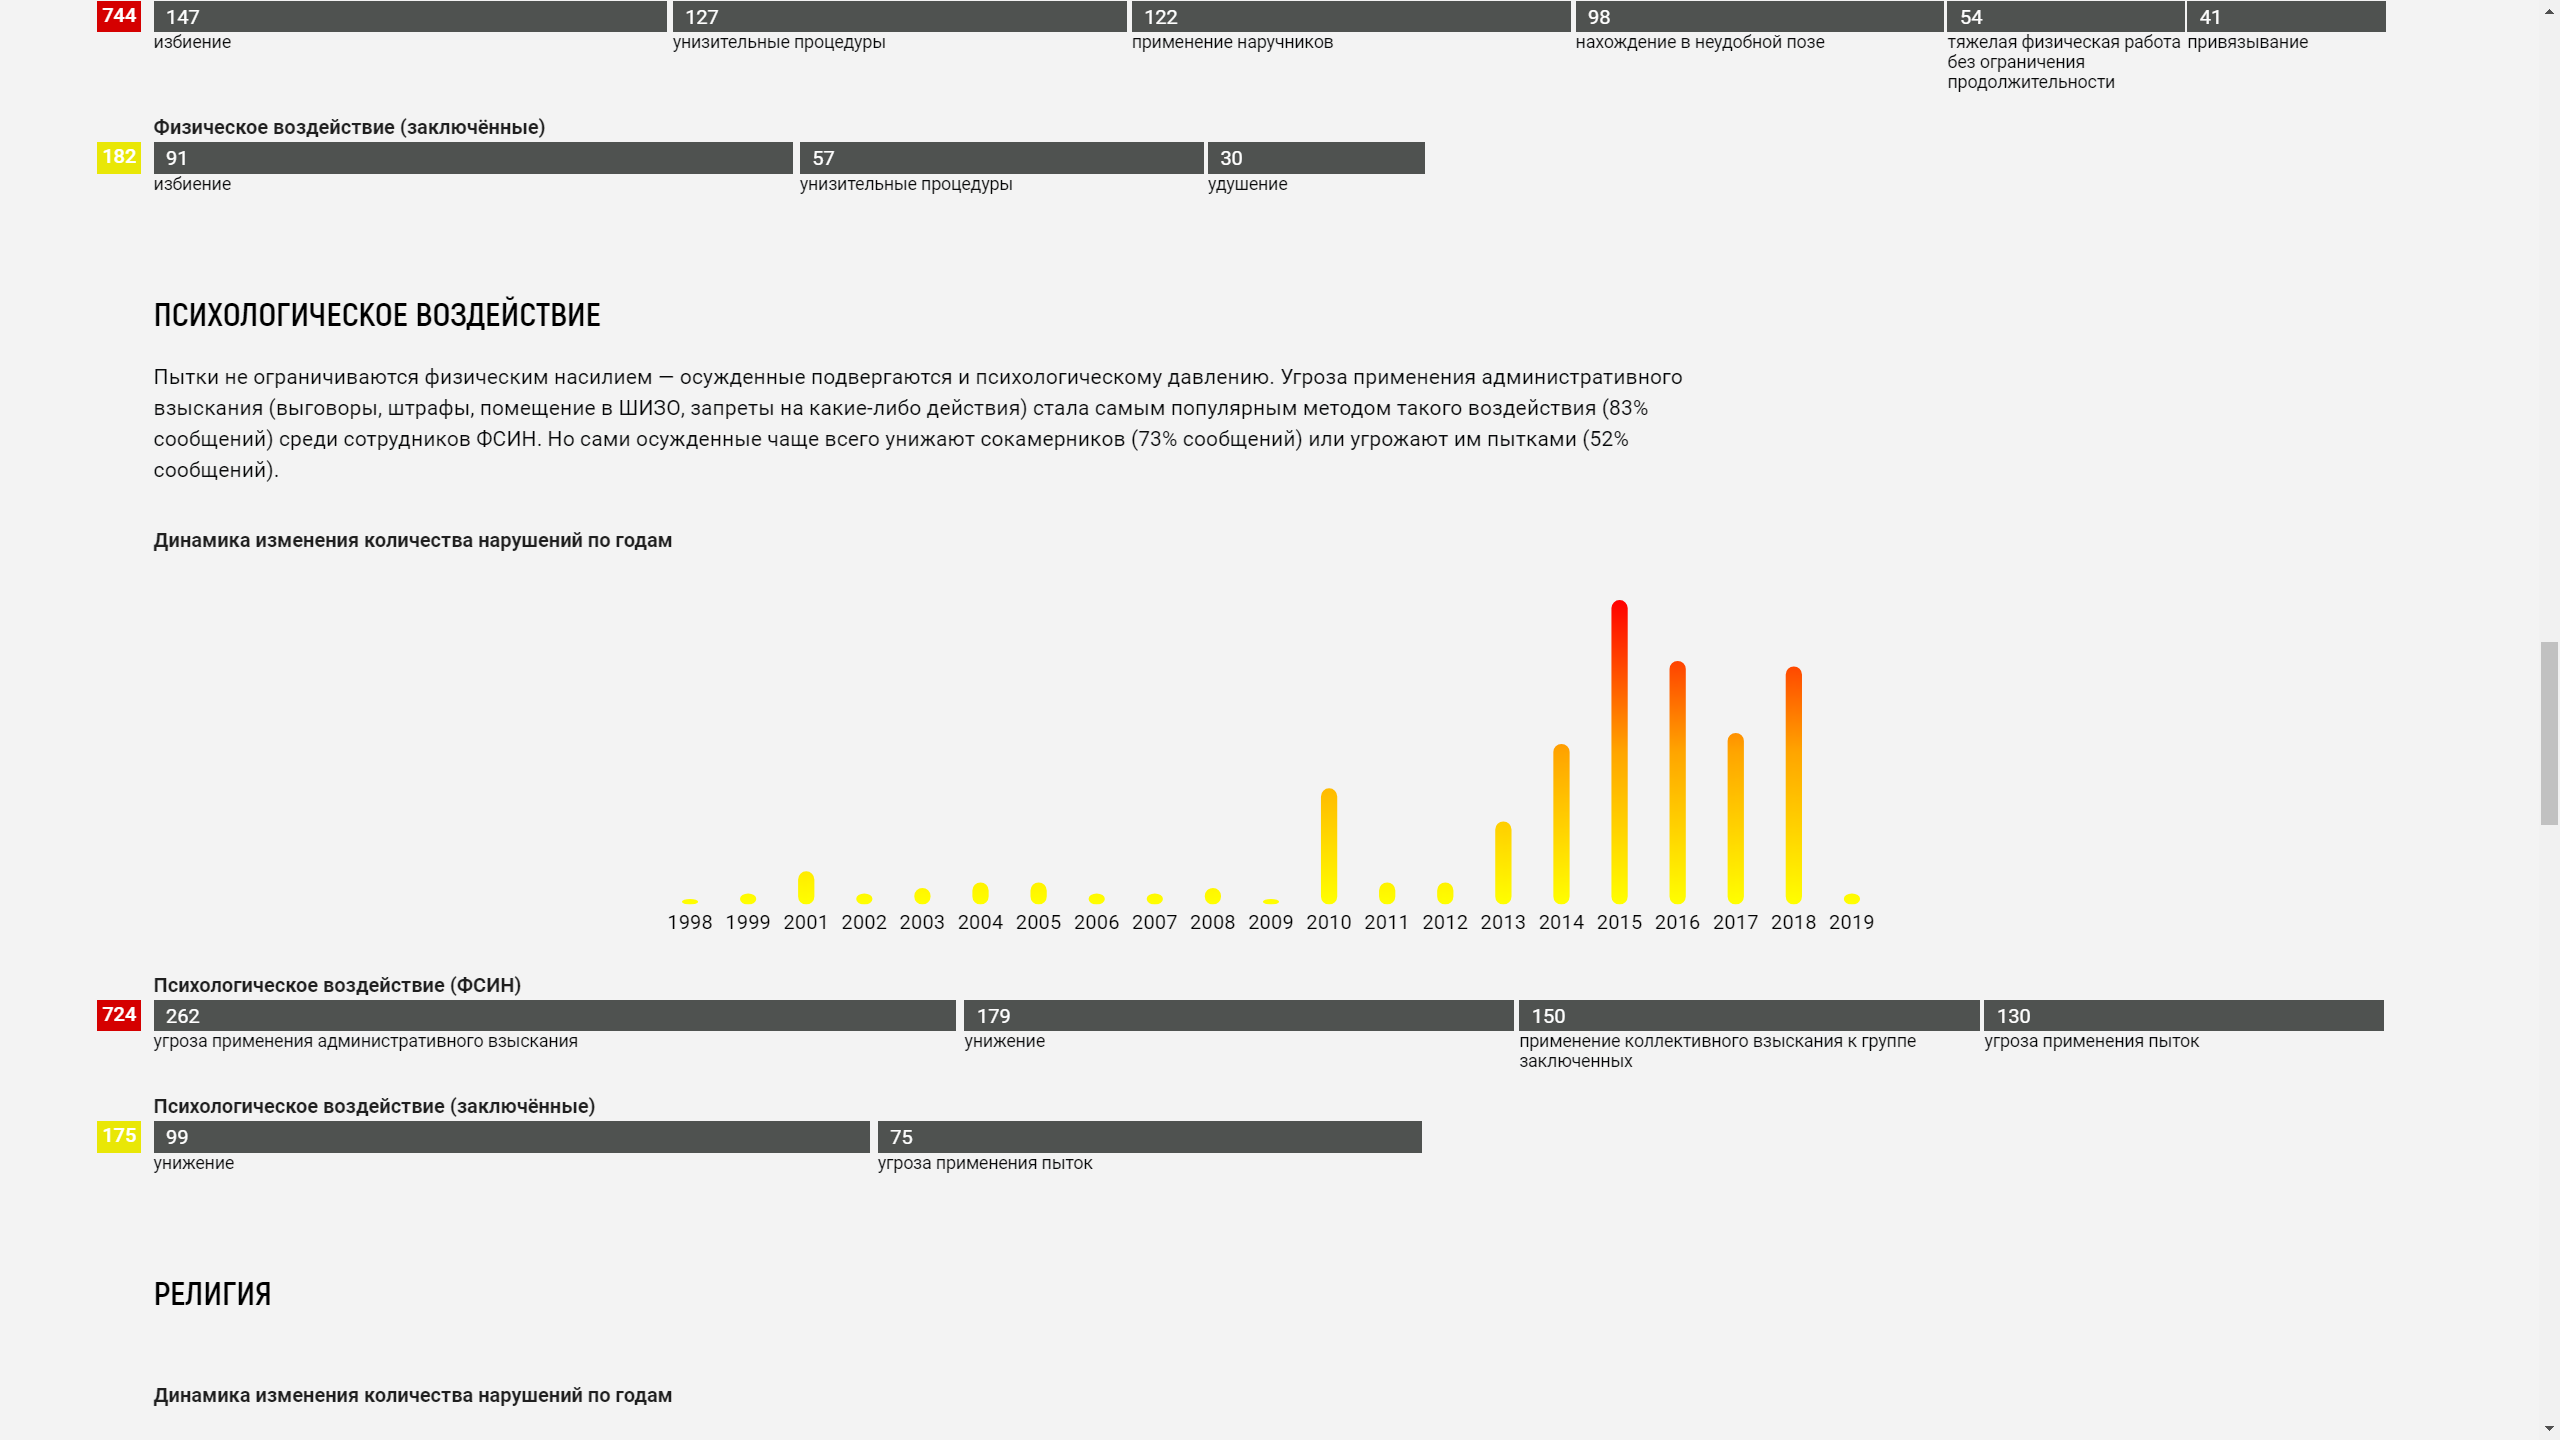 744 147 127 122 98 54 41
избиение унизительные процедуры применение наручников нахождение в неудобной позе тяжелая физическая работа привязывание
без ограничения
продолжительности
Физическое воздействие (заключённые)
182 91 57 30
избиение унизительные процедуры удушение
ПСИХОЛОГИЧЕСКОЕ ВОЗДЕЙСТВИЕ
Пытки не ограничиваются физическим насилием — осужденные подвергаются и психологическому давлению. Угроза применения административного
взыскания (выговоры, штрафы, помещение в ШИЗО, запреты на какие-либо действия) стала самым популярным методом такого воздействия (83%
сообщений) среди сотрудников ФСИН. Но сами осужденные чаще всего унижают сокамерников (73% сообщений) или угрожают им пытками (52%
сообщений).
Динамика изменения количества нарушений по годам
1998 1999 2001 2002 2003 2004 2005 2006 2007 2008 2009 2010 2011 2012 2013 2014 2015 2016 2017 2018 2019
Психологическое воздействие (ФСИН)
724 262 179 150 130
угроза применения административного взыскания унижение применение коллективного взыскания к группе угроза применения пыток
заключенных
Психологическое воздействие (заключённые)
175 99 75
унижение угроза применения пыток
РЕЛИГИЯ
Динамика изменения количества нарушений по годам